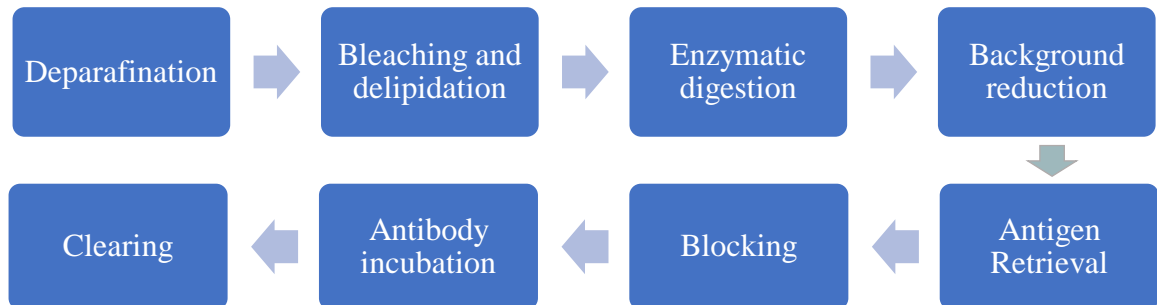 Deparafination
Bleaching and
delipidation
Enzymatic
digestion
Background
reduction
Antigen
Retrieval
Blocking
Antibody
incubation
Clearing